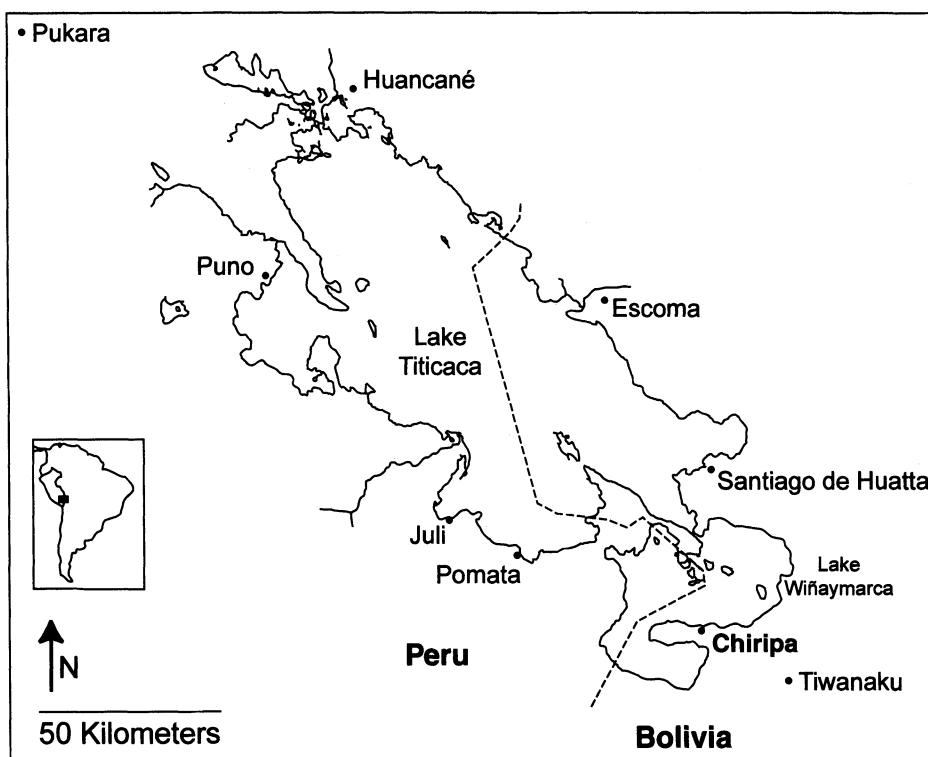 Pukara
Huancané
Puno
Escoma
Lake
Titicaca
Santiago de Huatta
Juli
Pomata
Lake
Wiñaymarca
Chiripa
Peru
N
Tiwanaku
50 Kilometers
Bolivia